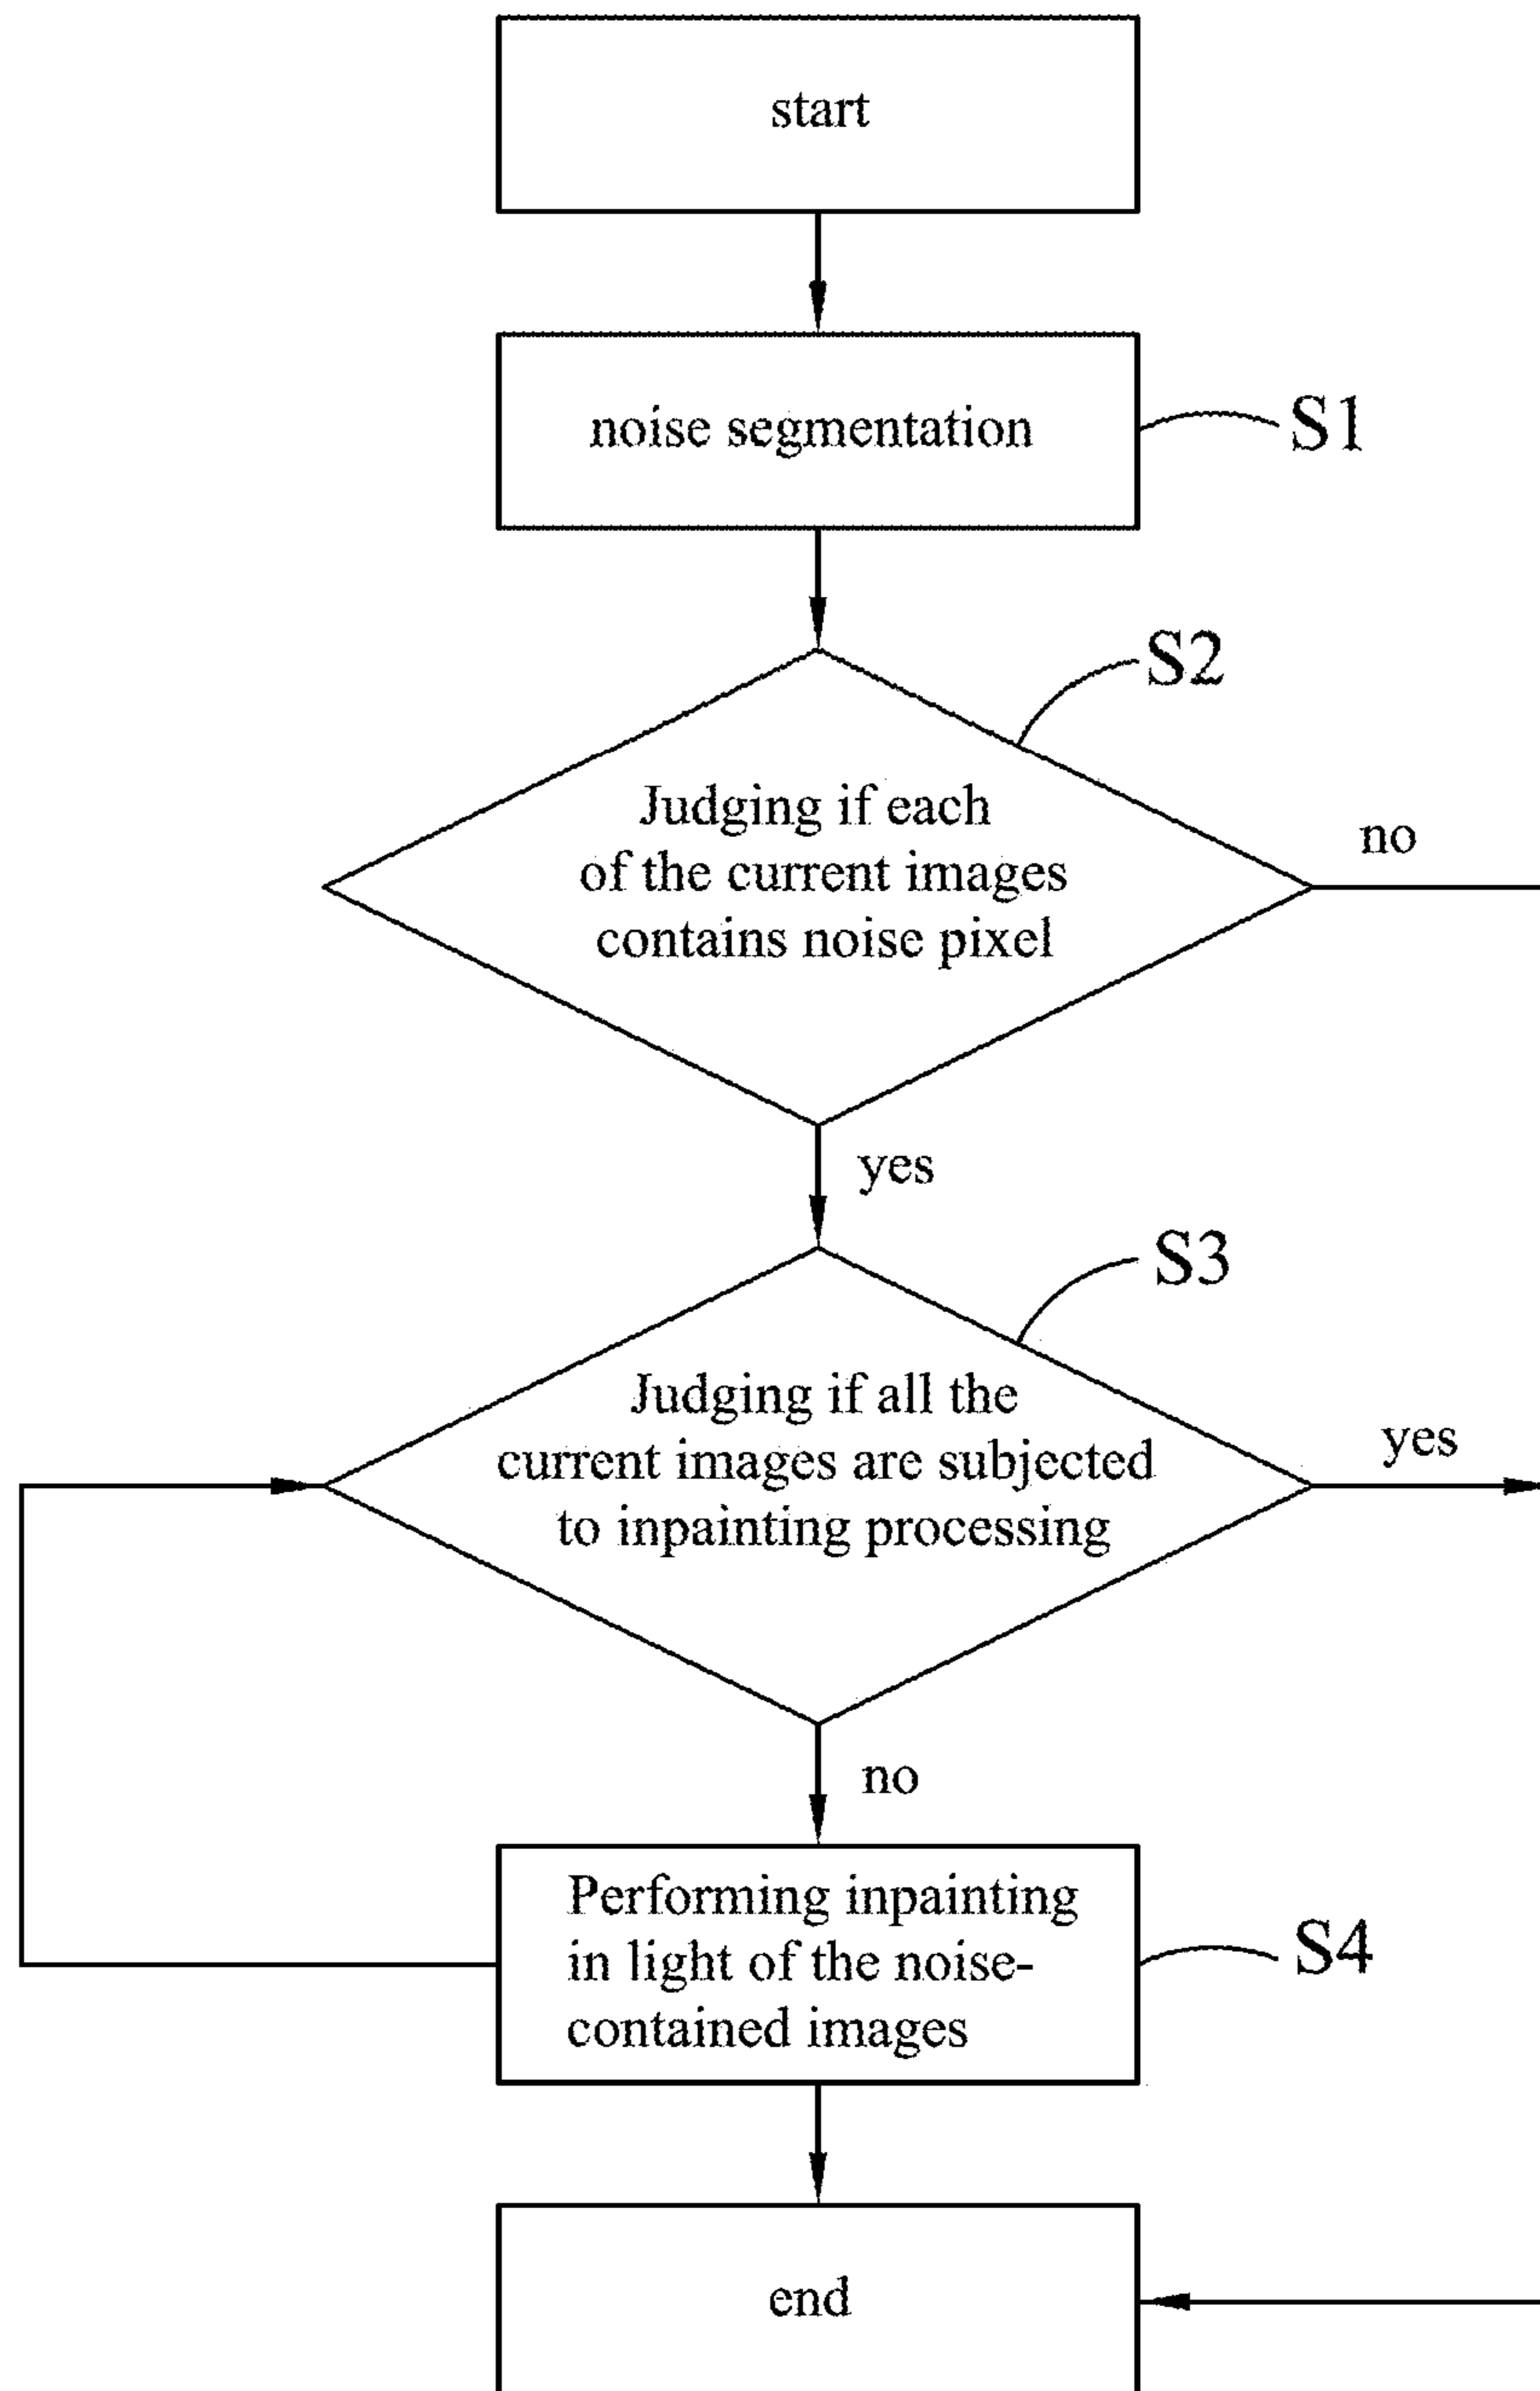 start
noise segmentation
S1
S2
Judging if each
of the current images
contains noise pixel
no
yes
S3
Judging if all the
current images are subjected
to inpainting processing
yes
no
Performing inpainting
in light of the noise-
contained images
S4
end